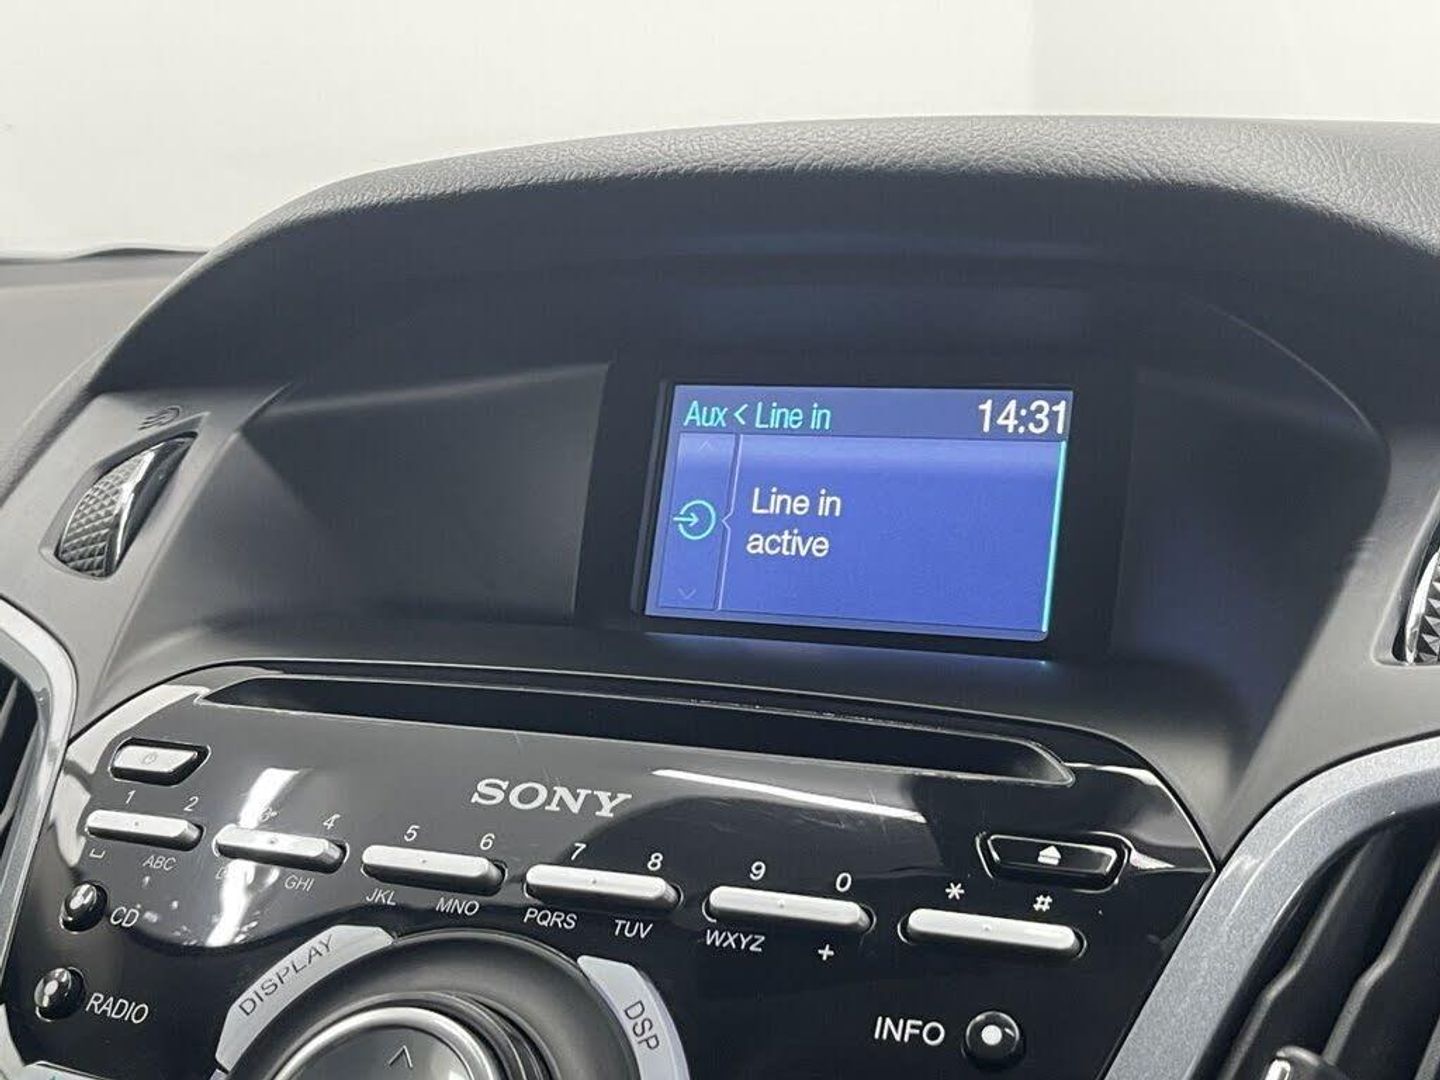 Aux < Line in 14:31
Line in
active
SONY
1 2 3 4 5 6 7 8 9 0 * #
ABC GHI JKL MNO PQRS TUV WXYZ +
CD
DISPLAY
RADIO
DSP
INFO